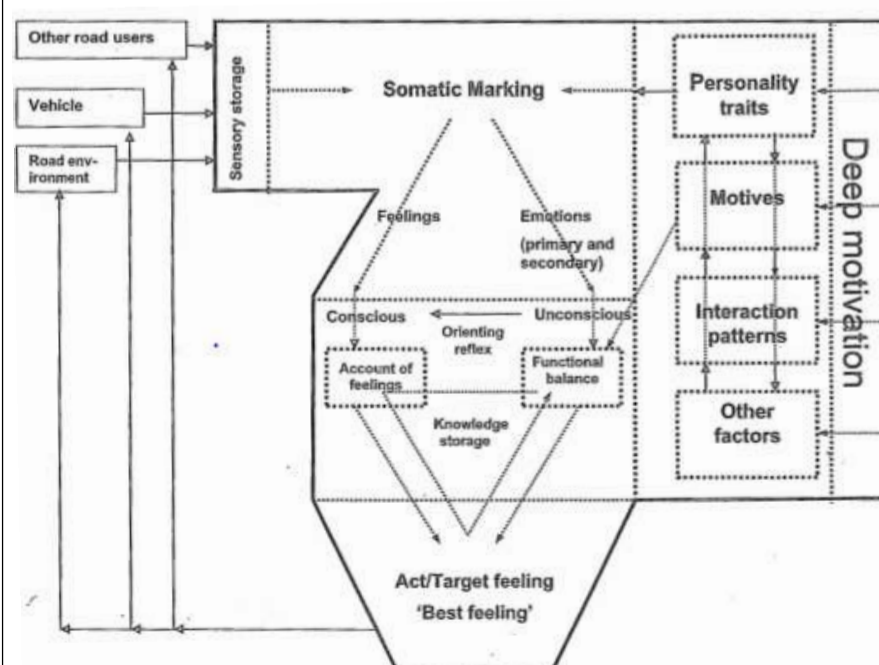 Other road users
Vehicle
Road env-
ironment
Sensory storage
Somatic Marking
Feelings
Emotions
(primary and
secondary)
Conscious
Unconscious
Orienting
reflex
Account of
feelings
Functional
balance
Knowledge
storage
Act/Target feeling
'Best feeling'
Personality
traits
Motives
Interaction
patterns
Other
factors
Deep motivation